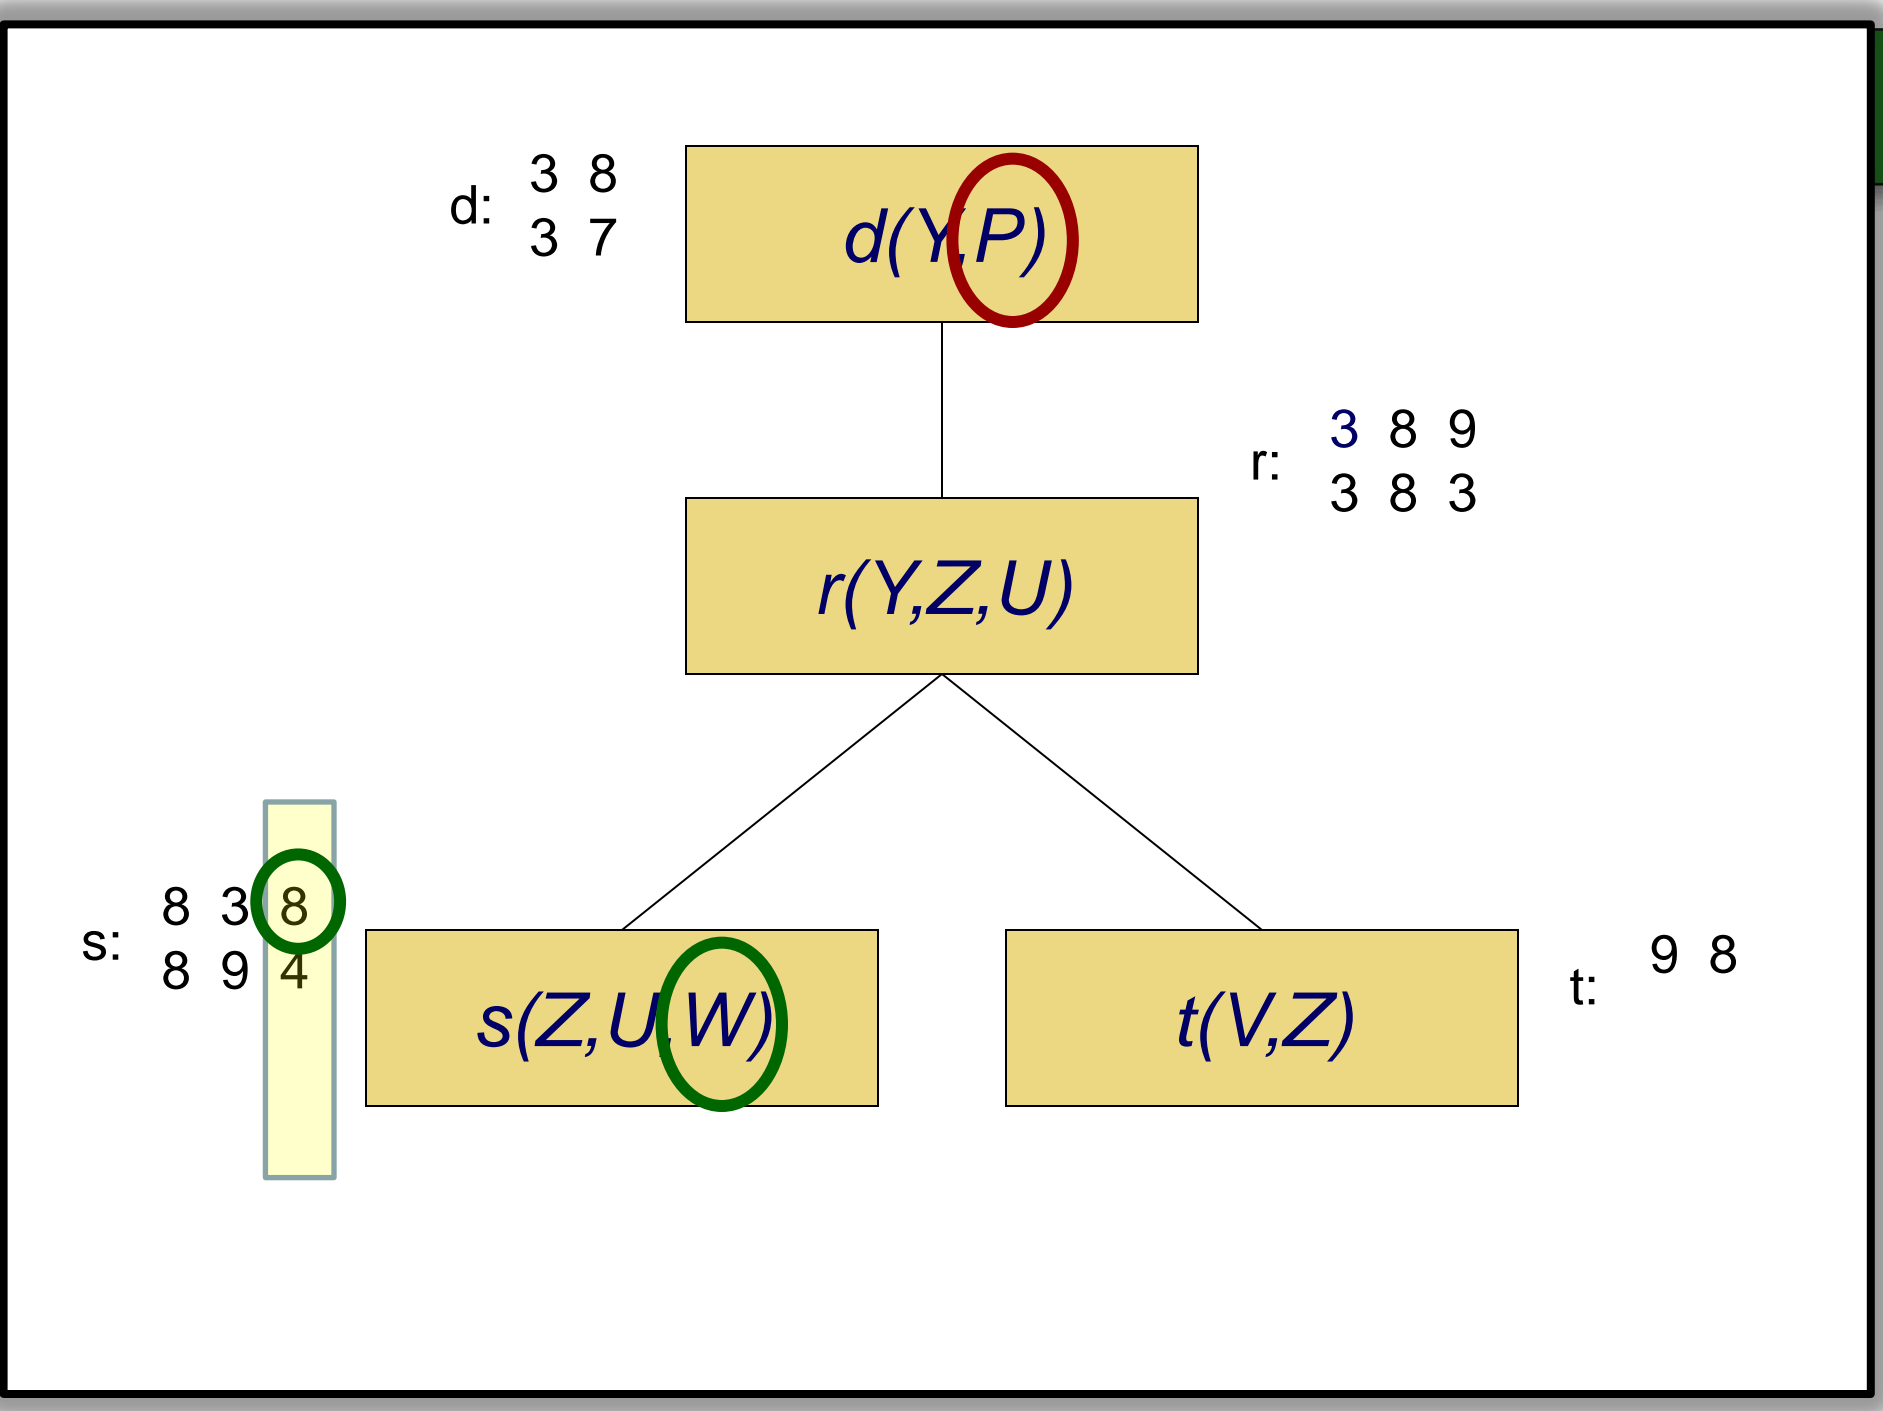 d:
3 8
3 7
d(Y,P)
r:
3 8 9
3 8 3
r(Y,Z,U)
s:
8 3 8
8 9 4
s(Z,U,W)
t(V,Z)
t:
9 8